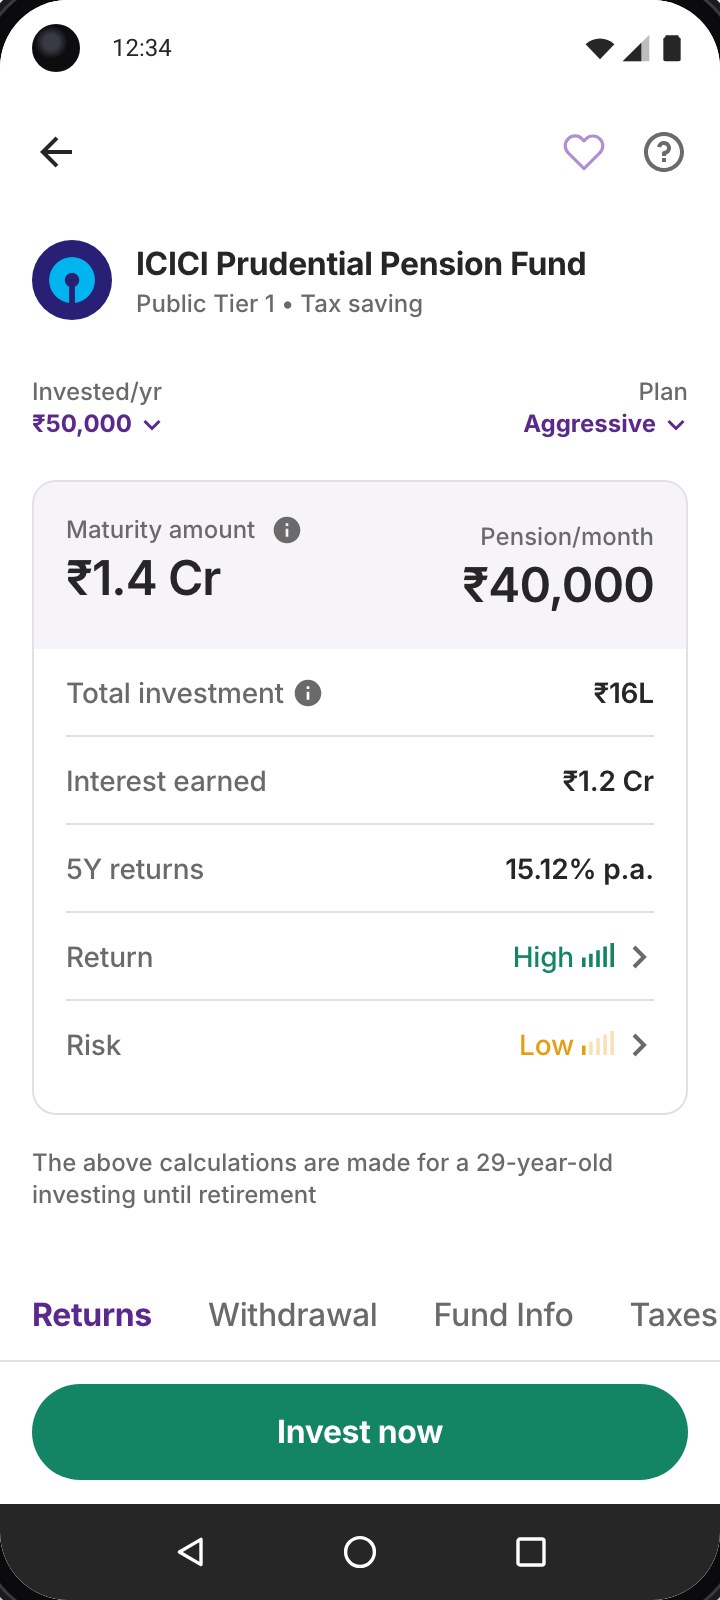 12:34
ICICI Prudential Pension Fund
Public Tier 1 • Tax saving
Invested/yr
₹50,000
Plan
Aggressive
Maturity amount
₹1.4 Cr
Pension/month
₹40,000
Total investment
₹16L
Interest earned
₹1.2 Cr
5Y returns
15.12% p.a.
Return
High
Risk
Low
The above calculations are made for a 29-year-old
investing until retirement
Returns
Withdrawal
Fund Info
Taxes
Invest now